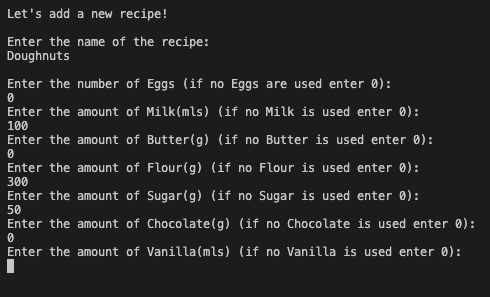 Let's add a new recipe!
Enter the name of the recipe:
Doughnuts
Enter the number of Eggs (if no Eggs are used enter 0):
0
Enter the amount of Milk(mls) (if no Milk is used enter 0):
100
Enter the amount of Butter(g) (if no Butter is used enter 0):
0
Enter the amount of Flour(g) (if no Flour is used enter 0):
300
Enter the amount of Sugar(g) (if no Sugar is used enter 0):
50
Enter the amount of Chocolate(g) (if no Chocolate is used enter 0):
0
Enter the amount of Vanilla(mls) (if no Vanilla is used enter 0):